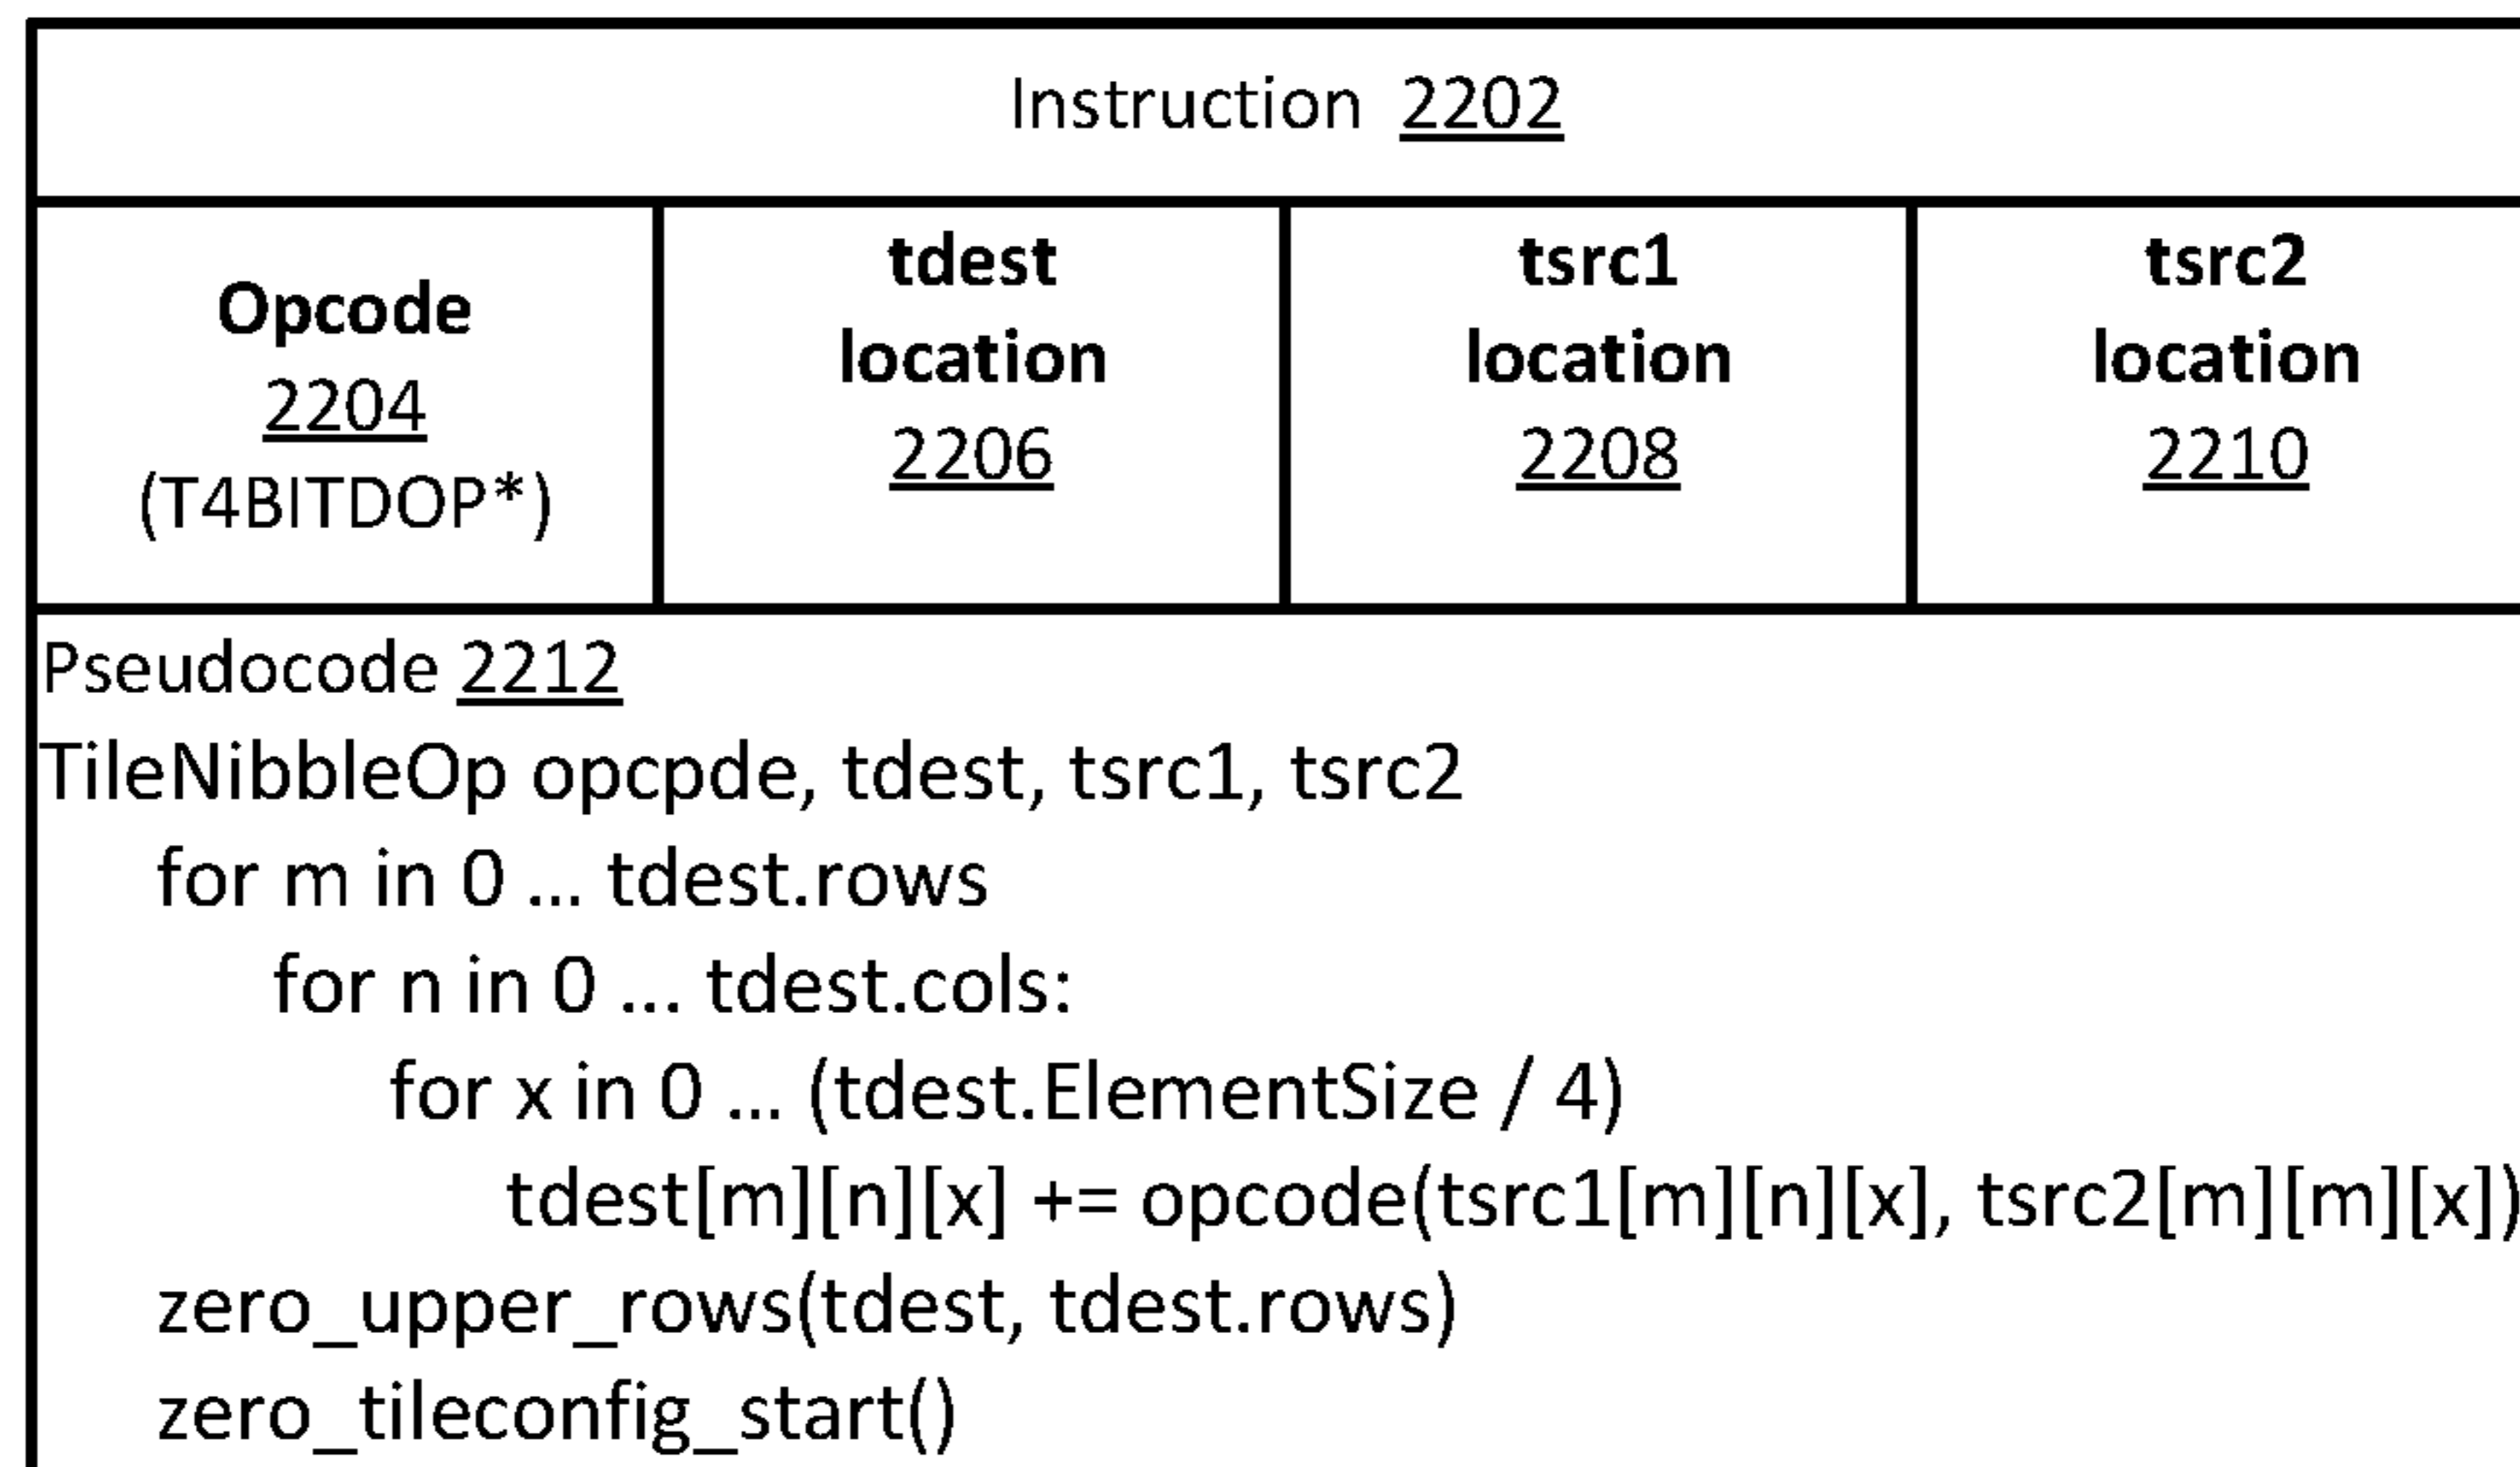 Instruction 2202
Opcode
2204
(T4BITDOP*)
tdest
location
2206
tsrc1
location
2208
tsrc2
location
2210
Pseudocode 2212
TileNibbleOp opcpde, tdest, tsrc1, tsrc2
for m in 0 ... tdest.rows
for n in 0 ... tdest.cols:
for x in 0 ... (tdest.ElementSize / 4)
tdest[m][n][x] += opcode(tsrc1[m][n][x], tsrc2[m][m][x])
zero_upper_rows(tdest, tdest.rows)
zero_tileconfig_start()